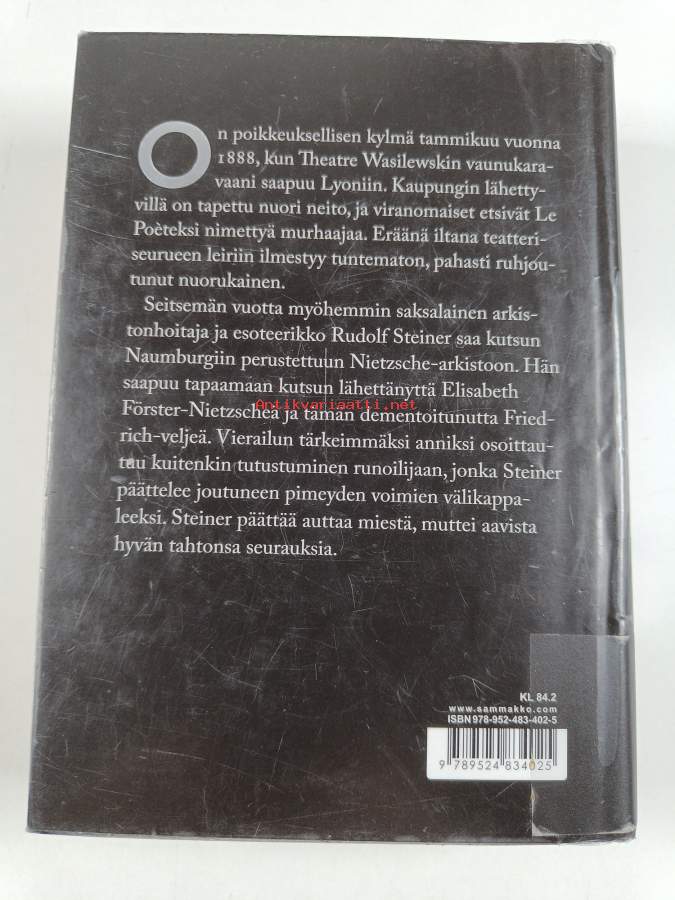 On poikkeuksellisen kylmä tammikuu vuonna
1888, kun Theatre Wasilewskin vaunukara-
vaani saapuu Lyoniin. Kaupungin lähetty-
villä on tapettu nuori neito, ja viranomaiset etsivät Le
Poèteksi nimettyä murhaajaa. Eräänä iltana teatteri-
seurueen leiriin ilmestyy tuntematon, pahasti ruhjou-
tunut nuorukainen.
Seitsemän vuotta myöhemmin saksalainen arkis-
tonhoitaja ja esoteerikko Rudolf Steiner saa kutsun
Naumburgiin perustettuun Nietzsche-arkistoon. Hän
saapuu tapaamaan kutsun lähettänyttä Elisabeth
Förster-Nietzscheä ja tämän dementoitunutta Fried-
rich-veljeä. Vierailun tärkeimmäksi anniksi osoittau-
tuu kuitenkin tutustuminen runoilijaan, jonka Steiner
päättelee joutuneen pimeyden voimien välikappa-
leeksi. Steiner päättää auttaa miestä, muttei aavista
hyvän tahtonsa seurauksia.
Antikvariaatti.net
KL 84.2
www.sammakko.com
ISBN 978-952-483-402-5
9 789524 834025